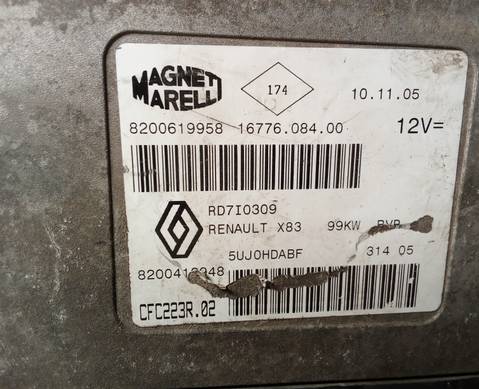 MAGNETI
MARELLI
174
10.11.05
8200619958 16776.084.00
12V=
RD7I0309
RENAULT X83 99KW
5UJ0HDABF
314 05
CFC223R.02